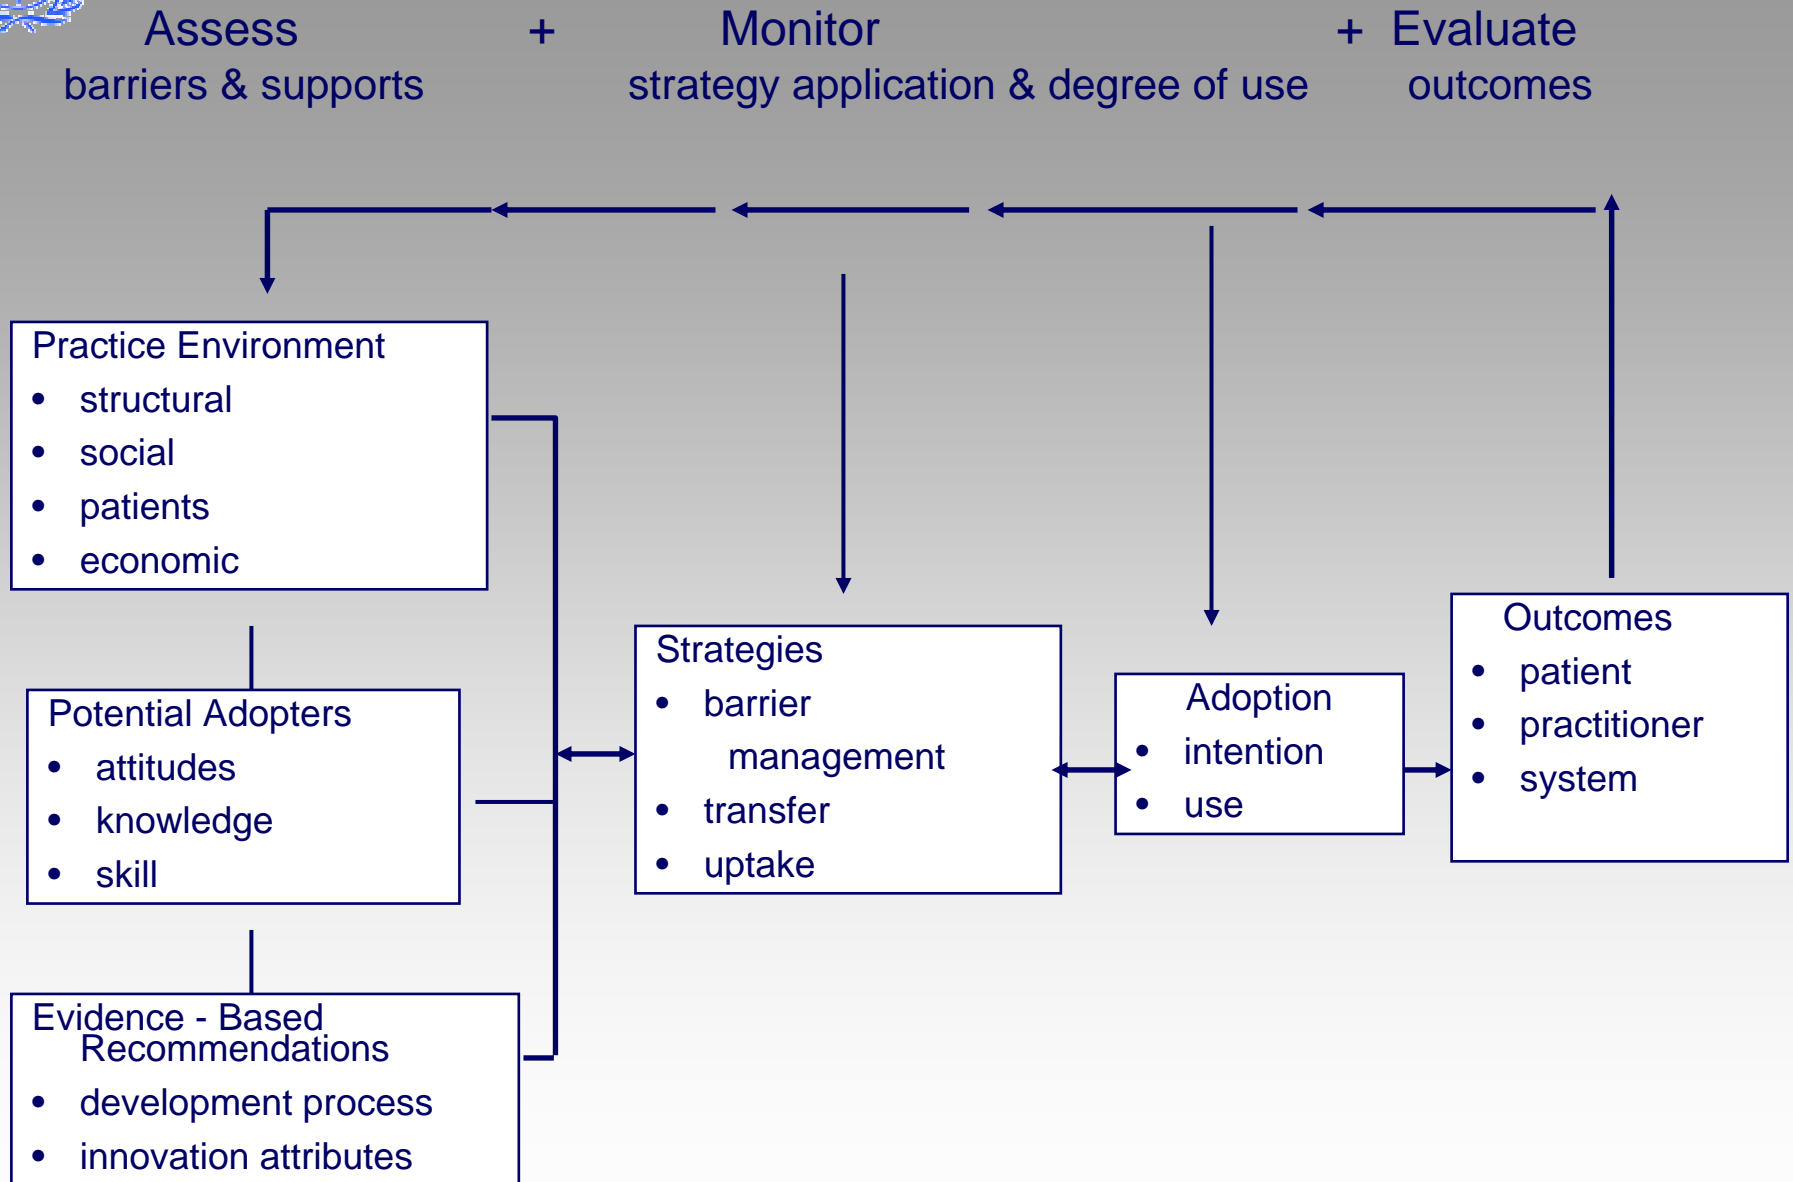 Assess + Monitor + Evaluate
barriers & supports strategy application & degree of use outcomes
Practice Environment
• structural
• social
• patients
• economic
Potential Adopters
• attitudes
• knowledge
• skill
Evidence - Based
Recommendations
• development process
• innovation attributes
Strategies
• barrier
management
• transfer
• uptake
Adoption
• intention
• use
Outcomes
• patient
• practitioner
• system